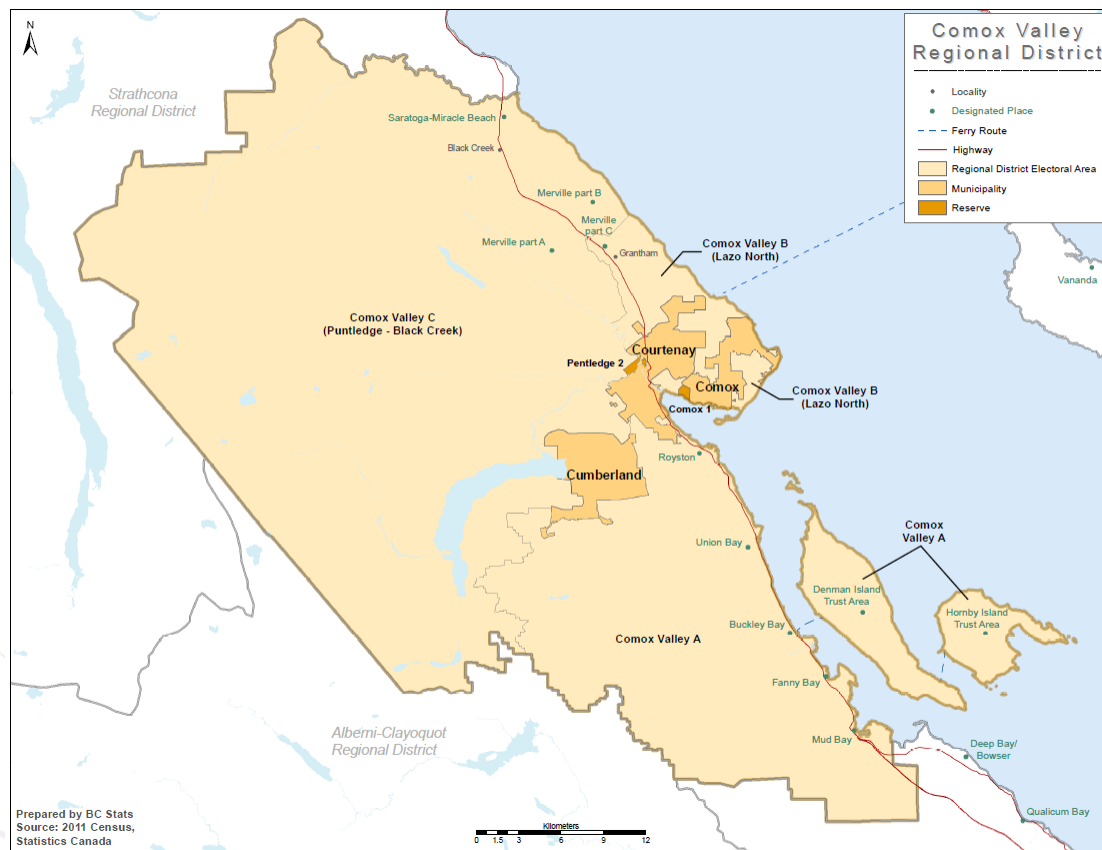 Comox Valley
Regional District
Locality
Designated Place
Ferry Route
Highway
Regional District Electoral Area
Municipality
Reserve
N
Strathcona
Regional District
Saratoga-Miracle Beach
Black Creek
Merville part B
Merville
part C
Merville part A
Grantham
Comox Valley B
(Lazo North)
Vananda
Comox Valley C
(Puntledge - Black Creek)
Courtenay
Pentledge 2
Comox
Comox Valley B
(Lazo North)
Comox 1
Royston
Cumberland
Comox
Valley A
Union Bay
Denman Island
Trust Area
Hornby Island
Trust Area
Buckley Bay
Comox Valley A
Fanny Bay
Alberni-Clayoquot
Regional District
Mud Bay
Deep Bay/
Bowser
Qualicum Bay
Prepared by BC Stats
Source: 2011 Census,
Statistics Canada
Kilometers
0 1.5 3 6 9 12